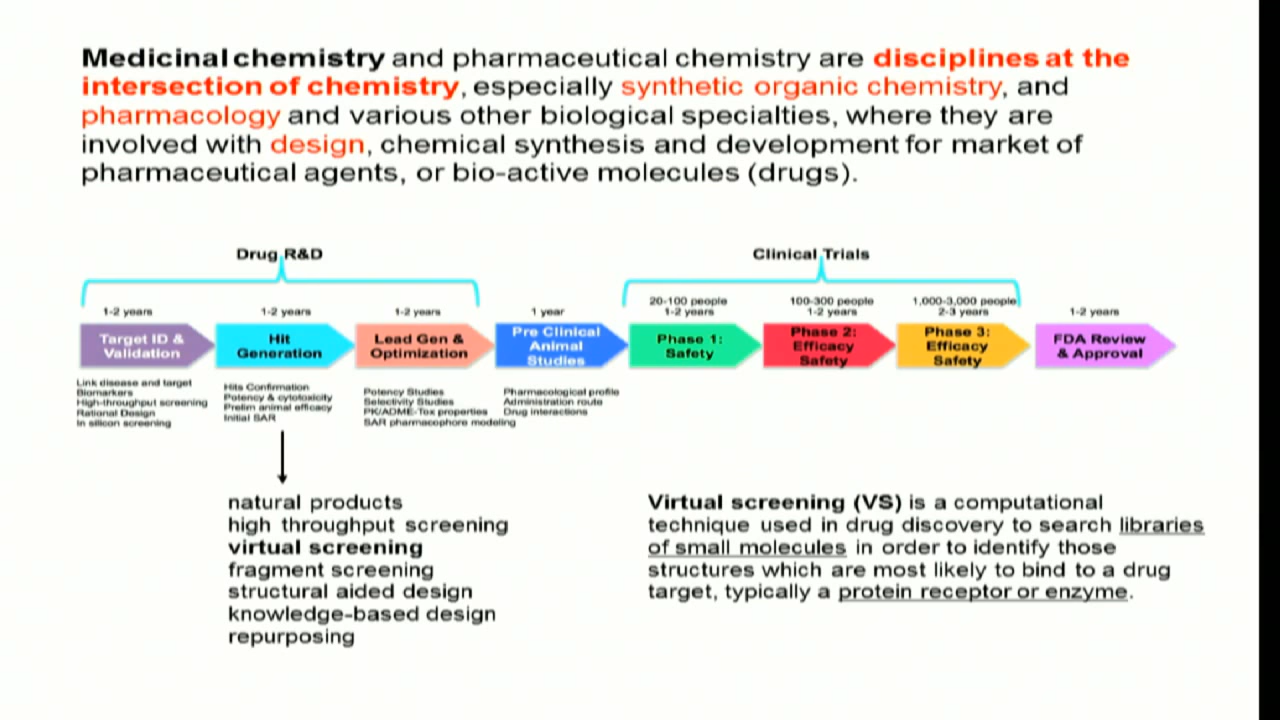 Medicinal chemistry and pharmaceutical chemistry are disciplines at the
intersection of chemistry, especially synthetic organic chemistry, and
pharmacology and various other biological specialties, where they are
involved with design, chemical synthesis and development for market of
pharmaceutical agents, or bio-active molecules (drugs).
Drug R&D
Clinical Trials
1-2 years
1-2 years
1-2 years
1 year
20-100 people
1-2 years
100-300 people
1-2 years
1,000-3,000 people
2-3 years
1-2 years
Target ID &
Validation
Hit
Generation
Lead Gen &
Optimization
Pre Clinical
Animal
Studies
Phase 1:
Safety
Phase 2:
Efficacy
Safety
Phase 3:
Efficacy
Safety
FDA Review
& Approval
Link disease and target
Biomarkers
High-throughput screening
Rational Design
In silicon screening
Hits Confirmation
Potency & cytotoxicity
Prelim animal efficacy
Initial SAR
Potency Studies
Selectivity Studies
PK/ADME-Tox properties
SAR pharmacophore modeling
Pharmacological profile
Administration route
Drug interactions
natural products
high throughput screening
virtual screening
fragment screening
structural aided design
knowledge-based design
repurposing
Virtual screening (VS) is a computational
technique used in drug discovery to search libraries
of small molecules in order to identify those
structures which are most likely to bind to a drug
target, typically a protein receptor or enzyme.